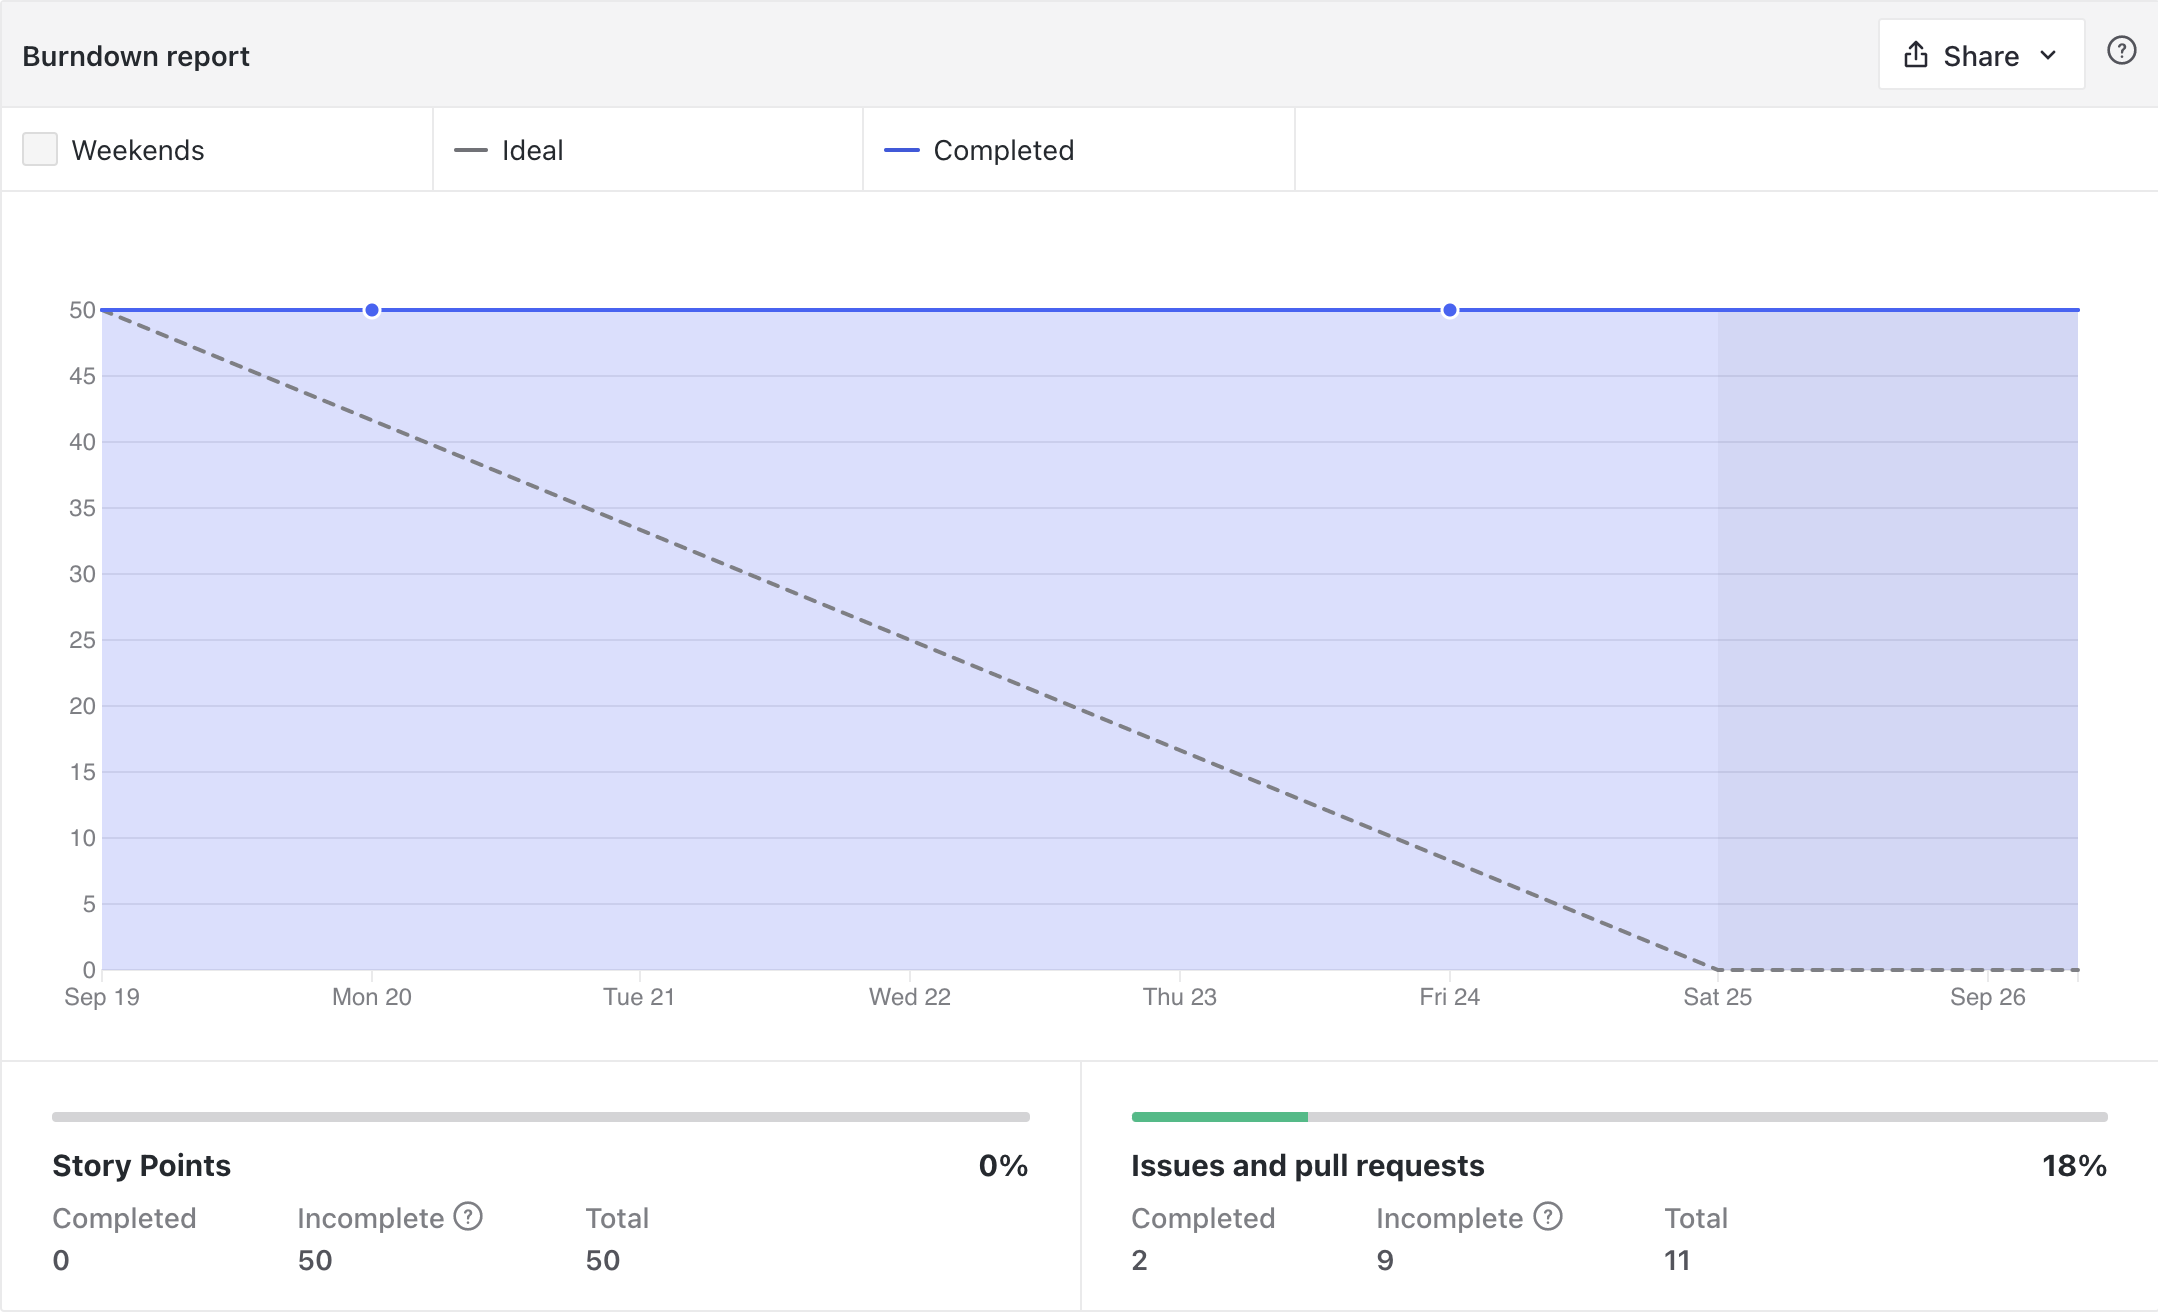 Burndown report
Share
Weekends
Ideal
Completed
50
45
40
35
30
25
20
15
10
5
0
Sep 19 Mon 20 Tue 21 Wed 22 Thu 23 Fri 24 Sat 25 Sep 26
Story Points 0%
Completed Incomplete ? Total
0 50 50
Issues and pull requests 18%
Completed Incomplete ? Total
2 9 11